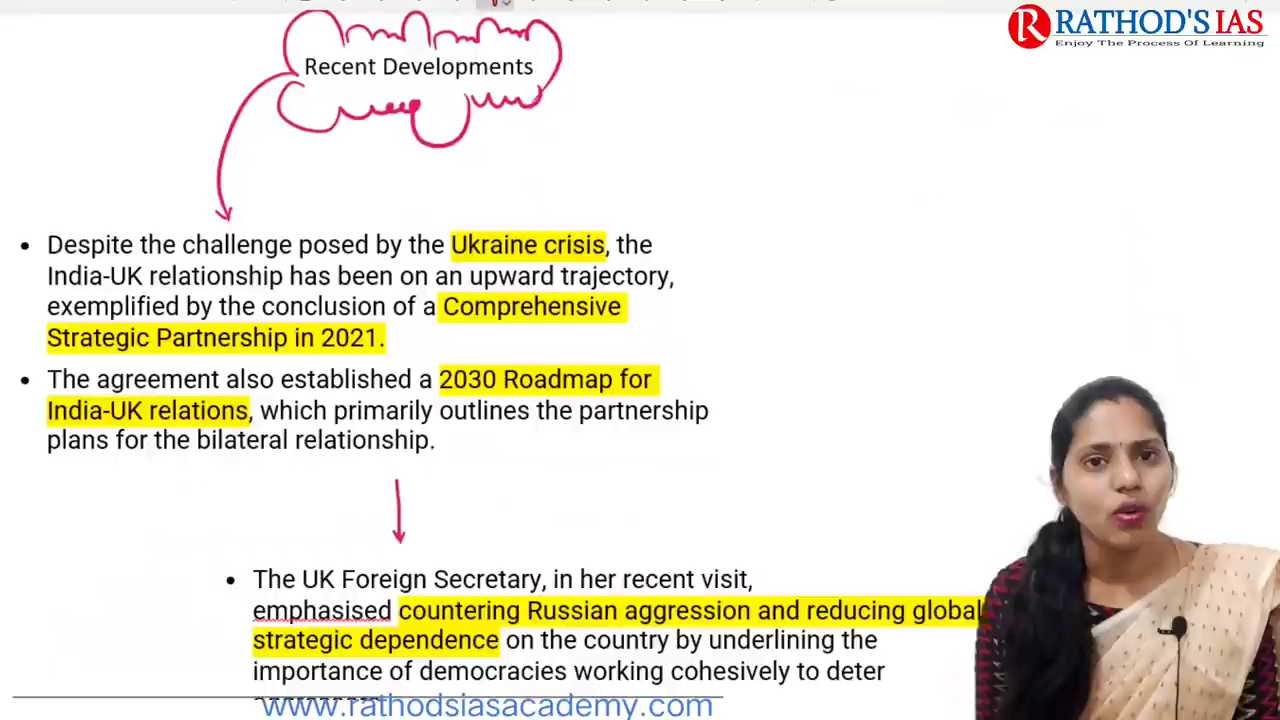 RATHOD'S IAS
Enjoy The Process Of Learning
Recent Developments
• Despite the challenge posed by the Ukraine crisis, the
India-UK relationship has been on an upward trajectory,
exemplified by the conclusion of a Comprehensive
Strategic Partnership in 2021.
• The agreement also established a 2030 Roadmap for
India-UK relations, which primarily outlines the partnership
plans for the bilateral relationship.
• The UK Foreign Secretary, in her recent visit,
emphasised countering Russian aggression and reducing global
strategic dependence on the country by underlining the
importance of democracies working cohesively to deter
www.rathodsiasacademy.com